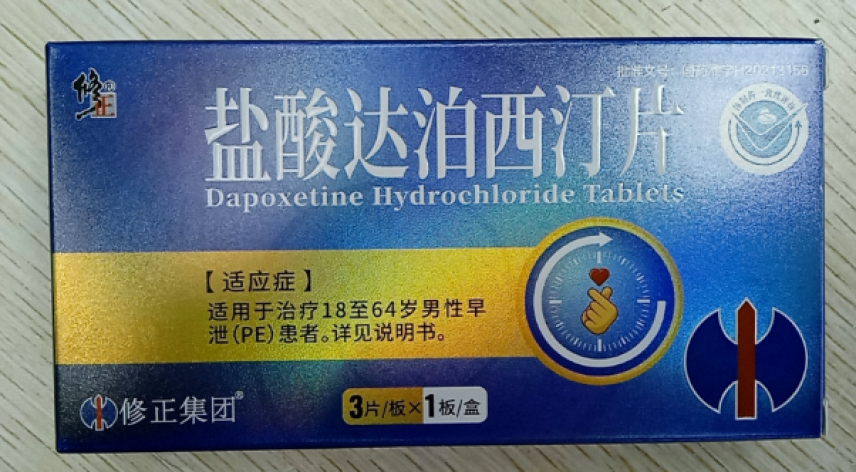 批准文号：国药准字H20213156
修正
盐酸达泊西汀片
Dapoxetine Hydrochloride Tablets
【适应症】
适用于治疗18至64岁男性早
泄(PE)患者。详见说明书。
修正集团®
3片/板×1板/盒